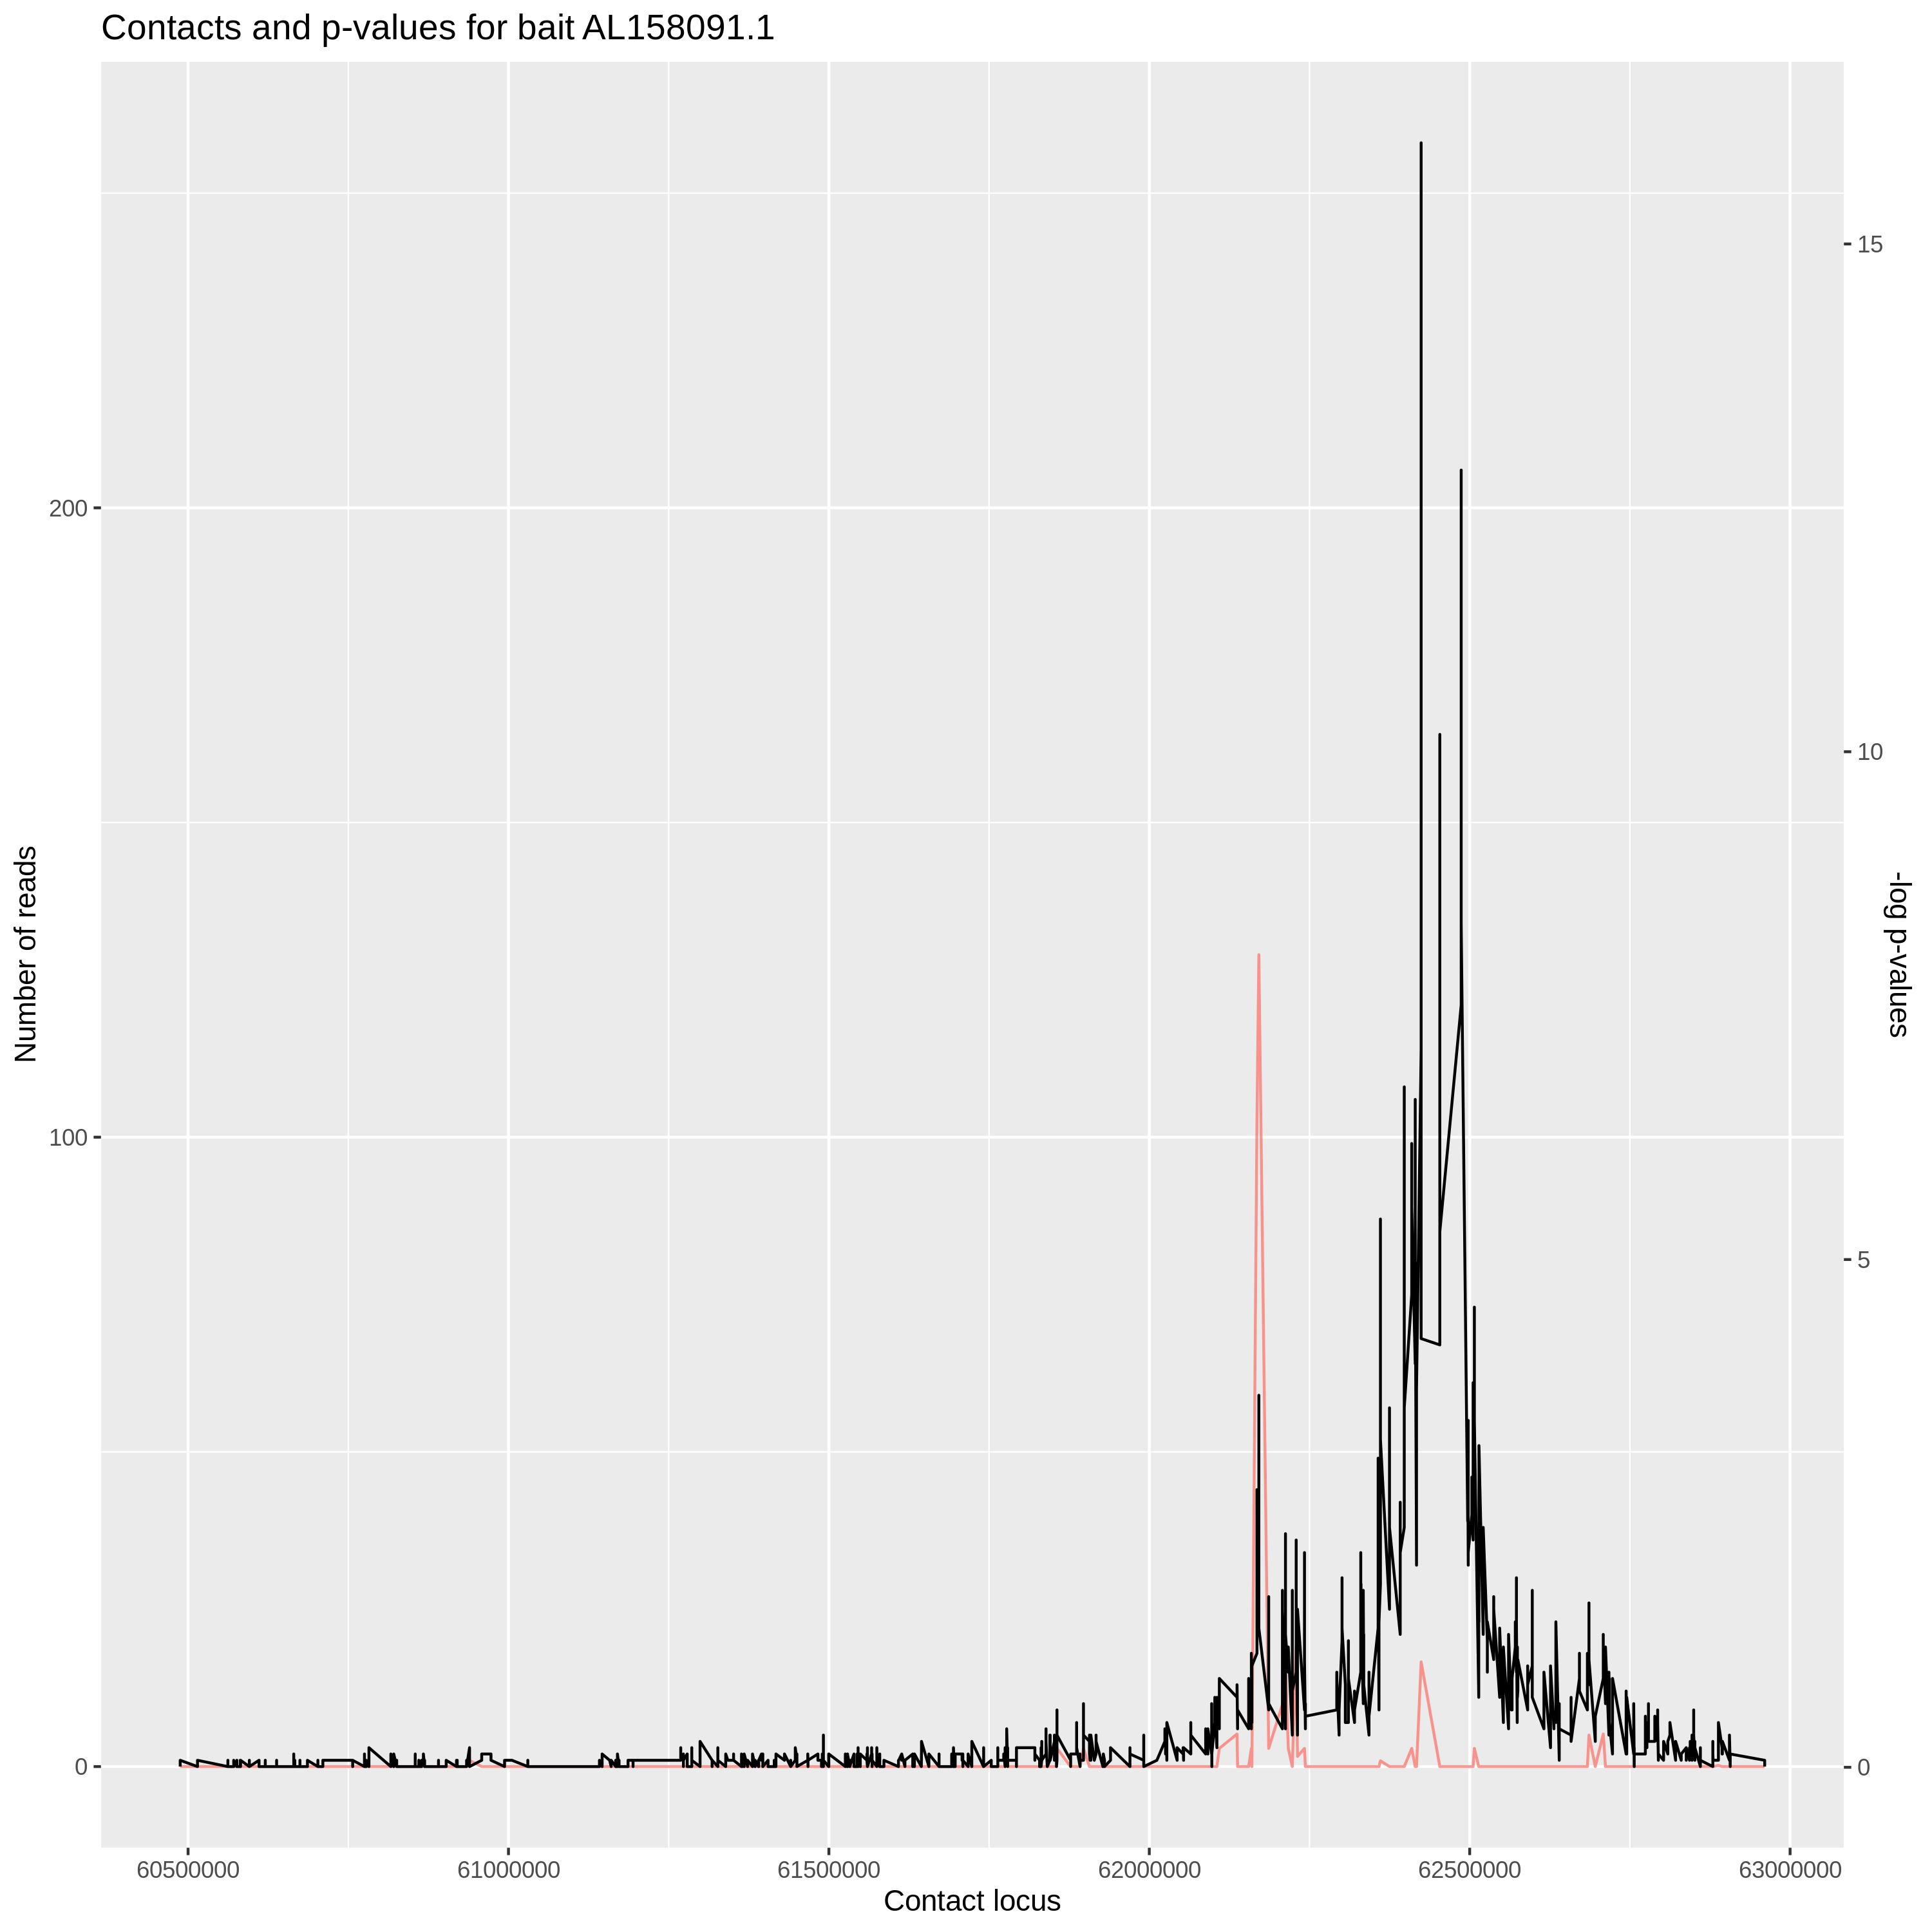 Contacts and p-values for bait AL158091.1
200
100
0
Number of reads
15
10
5
0
-log p-values
60500000 61000000 61500000 62000000 62500000 63000000
Contact locus